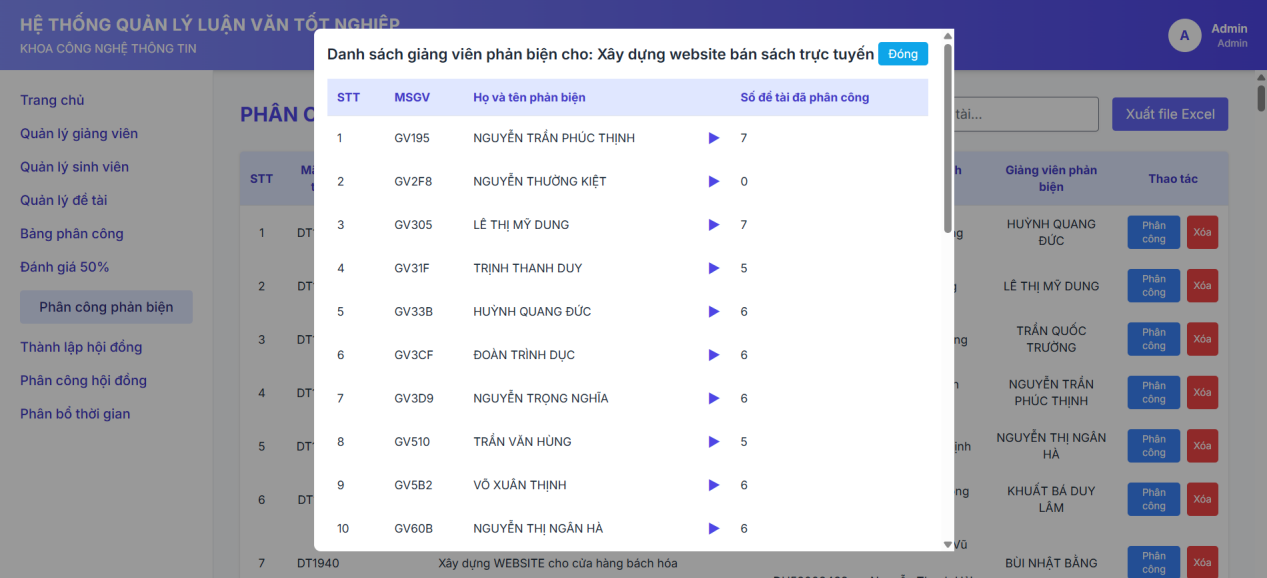 HỆ THỐNG QUẢN LÝ LUẬN VĂN TỐT NGHIỆP
KHOA CÔNG NGHỆ THÔNG TIN
A
Admin
Admin
Trang chủ
Quản lý giảng viên
Quản lý sinh viên
Quản lý đề tài
Bảng phân công
Đánh giá 50%
Phân công phản biện
Thành lập hội đồng
Phân công hội đồng
Phân bổ thời gian
PHÂN C
tài...
Xuất file Excel
Danh sách giảng viên phản biện cho: Xây dựng website bán sách trực tuyến Đóng
STT MSGV Họ và tên phản biện Số đề tài đã phân công
1 GV195 NGUYỄN TRẦN PHÚC THỊNH ▶ 7
2 GV2F8 NGUYỄN THƯỜNG KIỆT ▶ 0
3 GV305 LÊ THỊ MỸ DUNG ▶ 7
4 GV31F TRỊNH THANH DUY ▶ 5
5 GV33B HUỲNH QUANG ĐỨC ▶ 6
6 GV3CF ĐOÀN TRÌNH DỤC ▶ 6
7 GV3D9 NGUYỄN TRỌNG NGHĨA ▶ 6
8 GV510 TRẦN VĂN HÙNG ▶ 5
9 GV5B2 VÕ XUÂN THỊNH ▶ 6
10 GV60B NGUYỄN THỊ NGÂN HÀ ▶ 6
STT
Giảng viên phản
biện
Thao tác
1 DT
HUỲNH QUANG
ĐỨC
Phân
công
Xóa
2 DT
LÊ THỊ MỸ DUNG
Phân
công
Xóa
3 DT
TRẦN QUỐC
TRƯỜNG
Phân
công
Xóa
4 DT
NGUYỄN TRẦN
PHÚC THỊNH
Phân
công
Xóa
5 DT
NGUYỄN THỊ NGÂN
HÀ
Phân
công
Xóa
6 DT
KHUẤT BÁ DUY
LÂM
Phân
công
Xóa
Vũ
7 DT1940 Xây dựng WEBSITE cho cửa hàng bách hóa
BÙI NHẬT BẰNG
Phân
công
Xóa